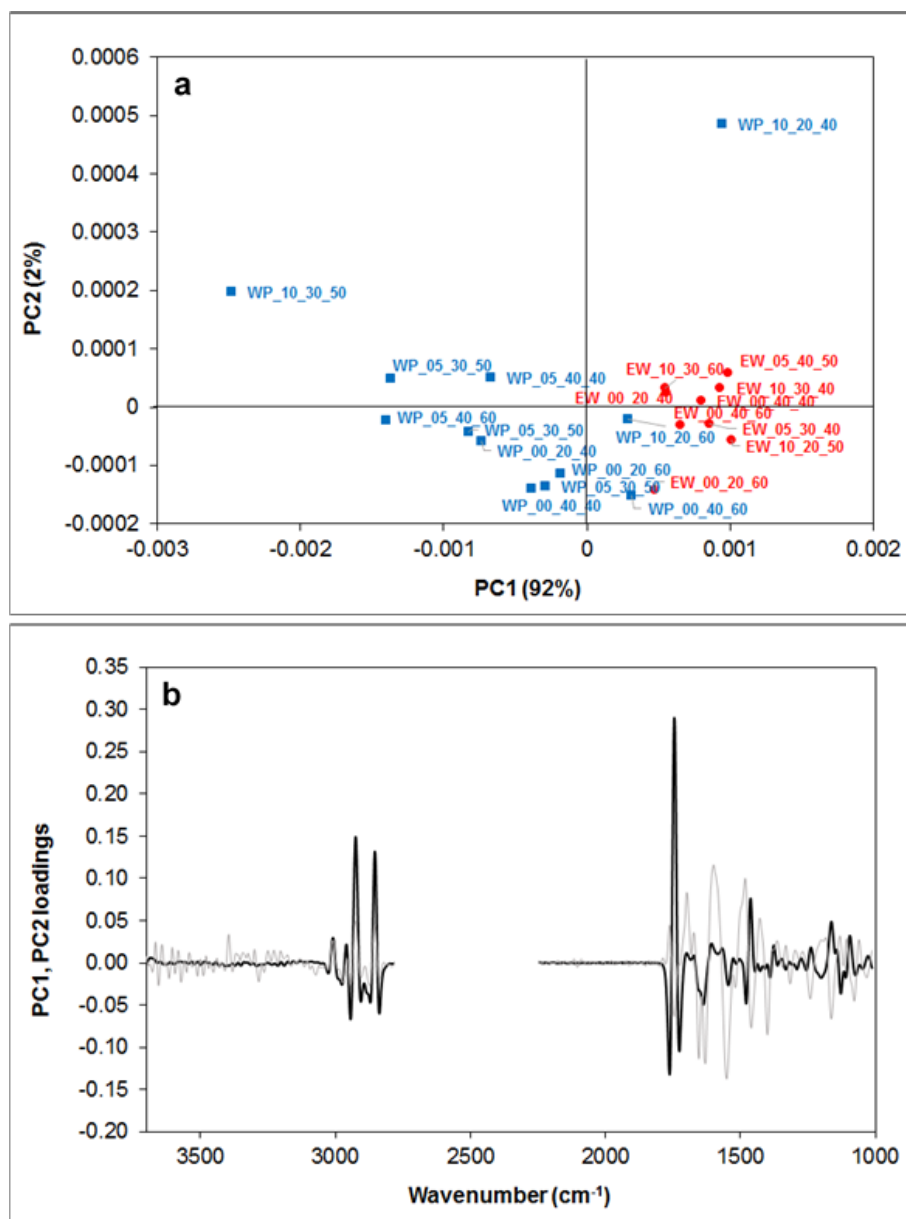 a
0.0006
0.0005
0.0004
0.0003
0.0002
0.0001
0
-0.0001
-0.0002
PC2 (2%)
WP_10_20_40
WP_10_30_50
WP_05_30_50
WP_05_40_40
EW_10_30_60
EW_05_40_50
EW_10_30_40
EW_00_20_40
EW_00_40_40
WP_05_40_60
WP_05_30_50
EW_00_40_60
EW_05_30_40
WP_00_20_40
WP_10_20_60
EW_10_20_50
WP_00_20_60
EW_00_20_60
WP_05_30_50
WP_00_40_40
WP_00_40_60
-0.003 -0.002 -0.001 0 0.001 0.002
PC1 (92%)
b
0.35
0.30
0.25
0.20
0.15
0.10
0.05
0.00
-0.05
-0.10
-0.15
-0.20
PC1, PC2 loadings
3500 3000 2500 2000 1500 1000
Wavenumber (cm⁻¹)